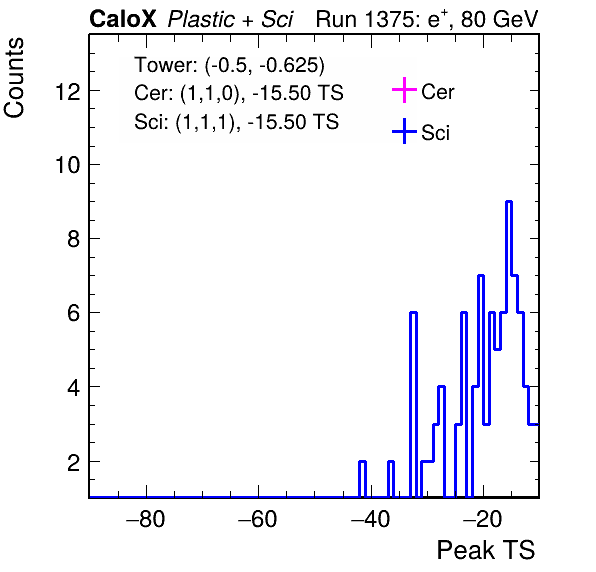 CaloX Plastic + Sci Run 1375: e⁺, 80 GeV
Tower: (-0.5, -0.625)
Cer: (1,1,0), -15.50 TS
Sci: (1,1,1), -15.50 TS
Cer
Sci
Counts
12
10
8
6
4
2
−80 −60 −40 −20
Peak TS